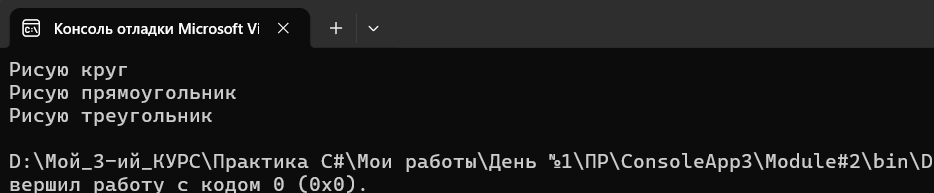 Консоль отладки Microsoft Vi
Рисую круг
Рисую прямоугольник
Рисую треугольник
D:\Мой_3-ий_КУРС\Практика C#\Мои работы\День №1\ПР\ConsoleApp3\Module#2\bin\D
вершил работу с кодом 0 (0x0).